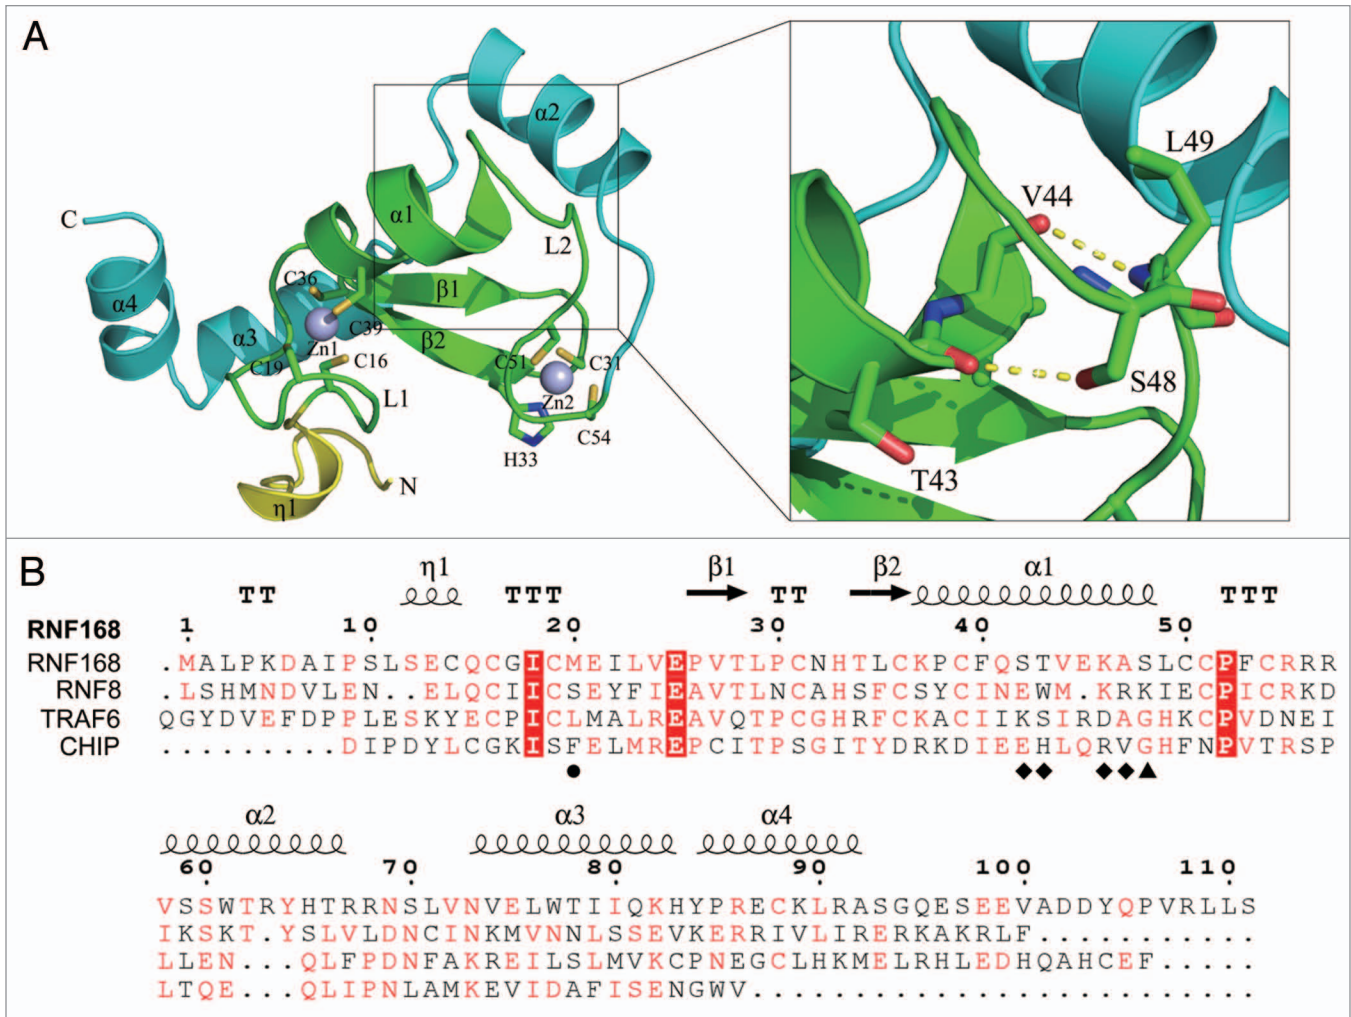 A
C
α4
α3
C19
Zn1
C36
C39
C16
L1
N
η1
α1
α2
β1
β2
L2
C51
C31
Zn2
H33
C54
V44
L49
S48
T43
B
η1 β1 β2 α1
TT TTT TT TTT
RNF168 1 10 20 30 40 50
RNF168 .MALPKDAIPSLSECQCGICMEILVEPVTLPCNHTLCKPCFQSTVEKASLCCPFCRRR
RNF8 .LSHMNDVLEN..ELQCIICSEYFIEAVTLNCAHSFCSYCINEWM.KRKIECPICRKD
TRAF6 QGYDVEFDPPLESKYECPICLMALREAVQTPCGHRFCKACIIKSIRDAGHKCPVDNEI
CHIP .........DIPDYLCGKISFELMREPCITPSGITYDRKDIEEHLQRVGHFNPVTRSP
α2 α3 α4
60 70 80 90 100 110
VSSWTRYHTRRNSLVNVELWTIIQKHYPRECKLRASGQESEEVADDYQPVRLLS
IKSKT.YSLVLDNCINKMVNNLSSEVKERRIVLIRERKAKRLF...........
LLEN...QLFPDNFAKREILSLMVKCPNEGCLHKMELRHLEDHQAHCEF.....
LTQE...QLIPNLAMKEVIDAFISENGWV.........................